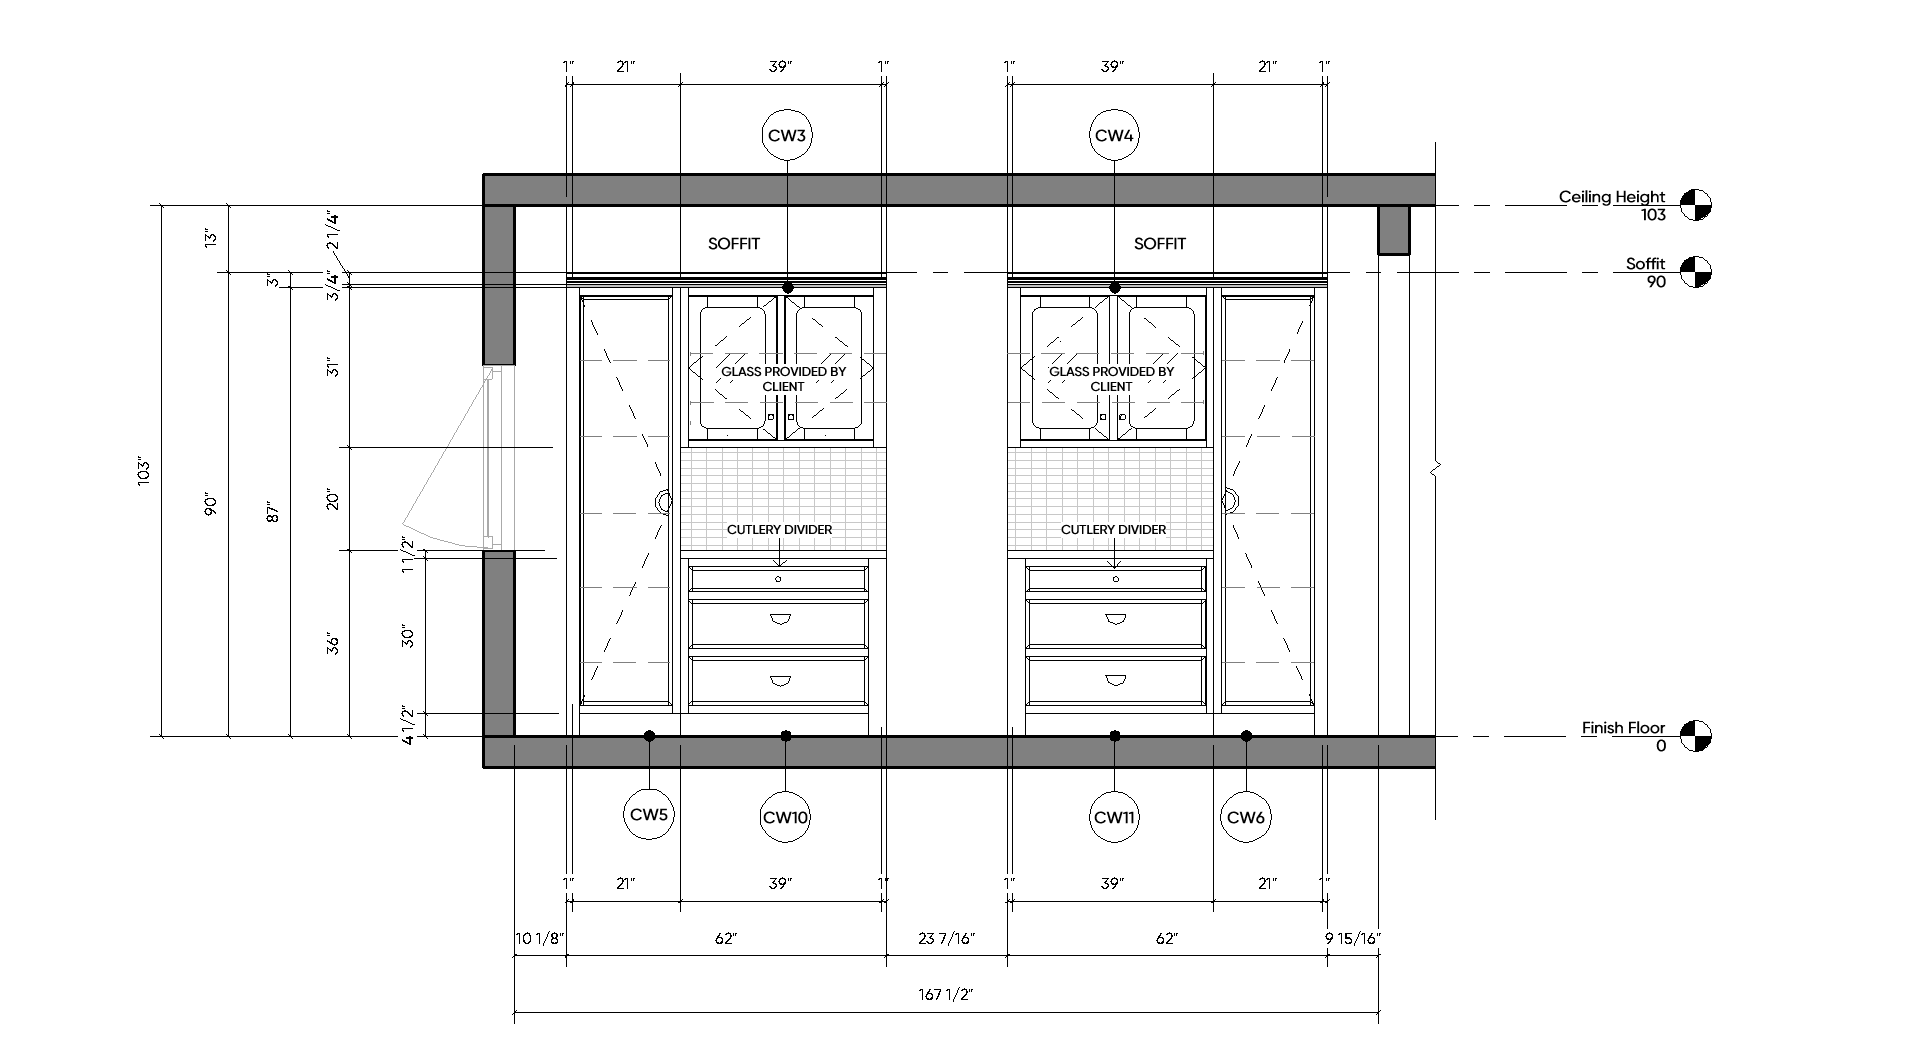 1″ 21″ 39″ 1″ 1″ 39″ 21″ 1″
CW3 CW4
Ceiling Height
103
13″
2 1/4″
SOFFIT SOFFIT
Soffit
90
3″
3/4″
31″
GLASS PROVIDED BY
CLIENT
GLASS PROVIDED BY
CLIENT
103″
90″
87″
20″
CUTLERY DIVIDER CUTLERY DIVIDER
1 1/2″
36″
30″
4 1/2″
Finish Floor
0
CW5 CW10 CW11 CW6
1″ 21″ 39″ 1″ 1″ 39″ 21″ 1″
10 1/8″ 62″ 23 7/16″ 62″ 9 15/16″
167 1/2″